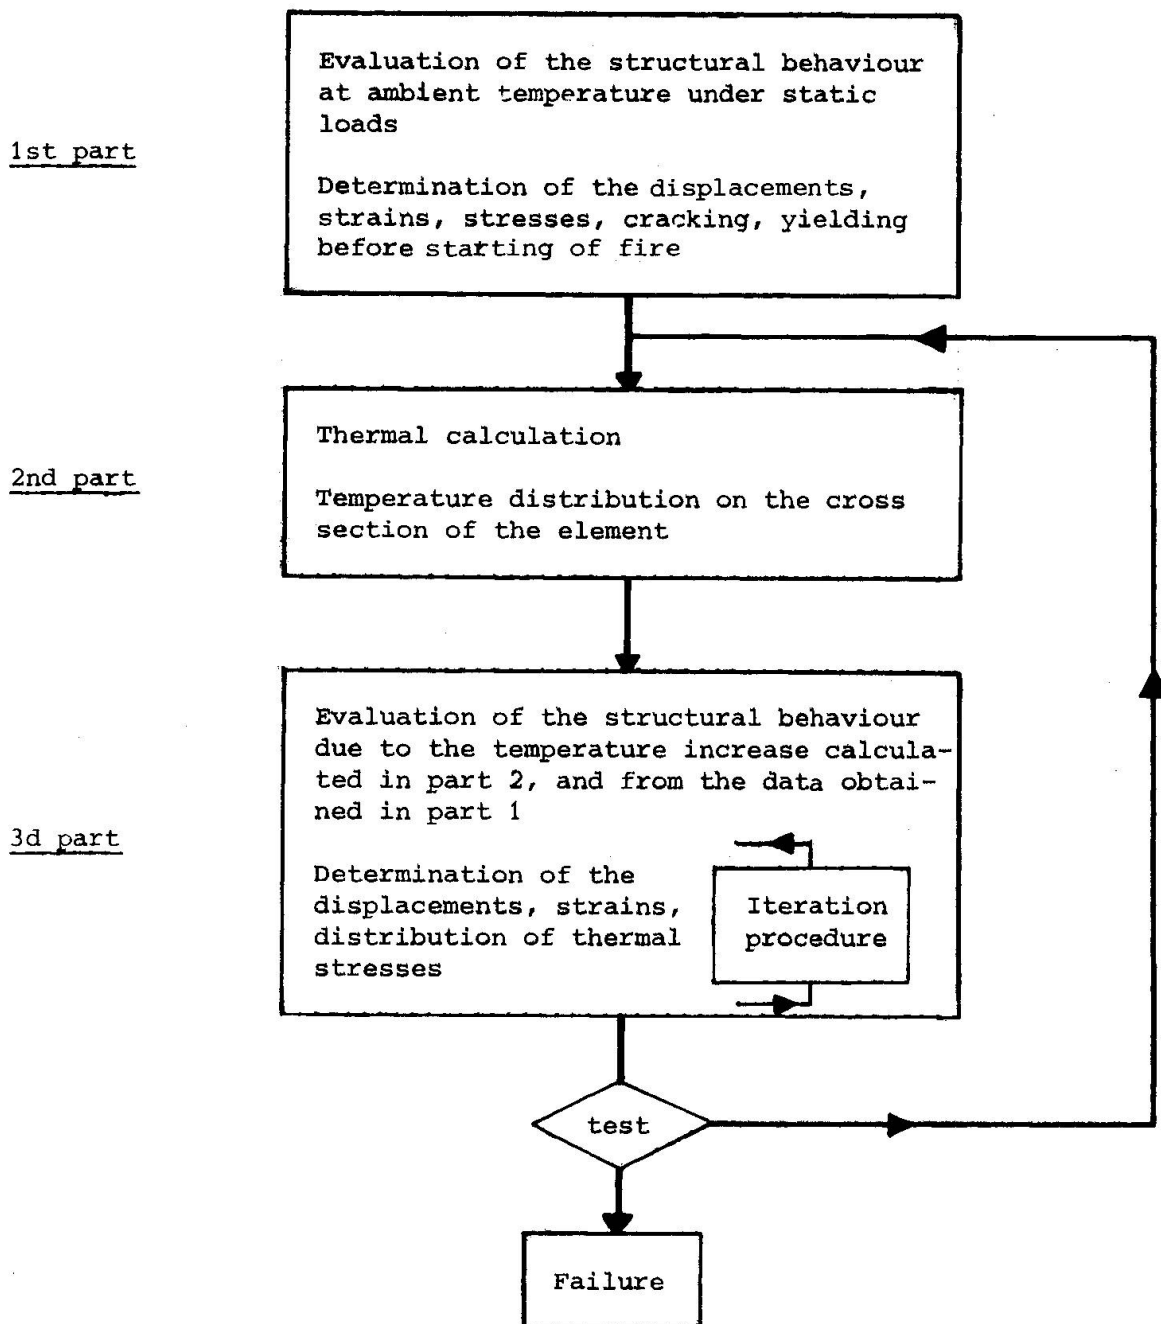 Evaluation of the structural behaviour
at ambient temperature under static
loads
1st part
Determination of the displacements,
strains, stresses, cracking, yielding
before starting of fire
Thermal calculation
2nd part
Temperature distribution on the cross
section of the element
Evaluation of the structural behaviour
due to the temperature increase calcula-
ted in part 2, and from the data obtai-
ned in part 1
3d part
Determination of the
displacements, strains,
distribution of thermal
stresses
Iteration
procedure
test
Failure